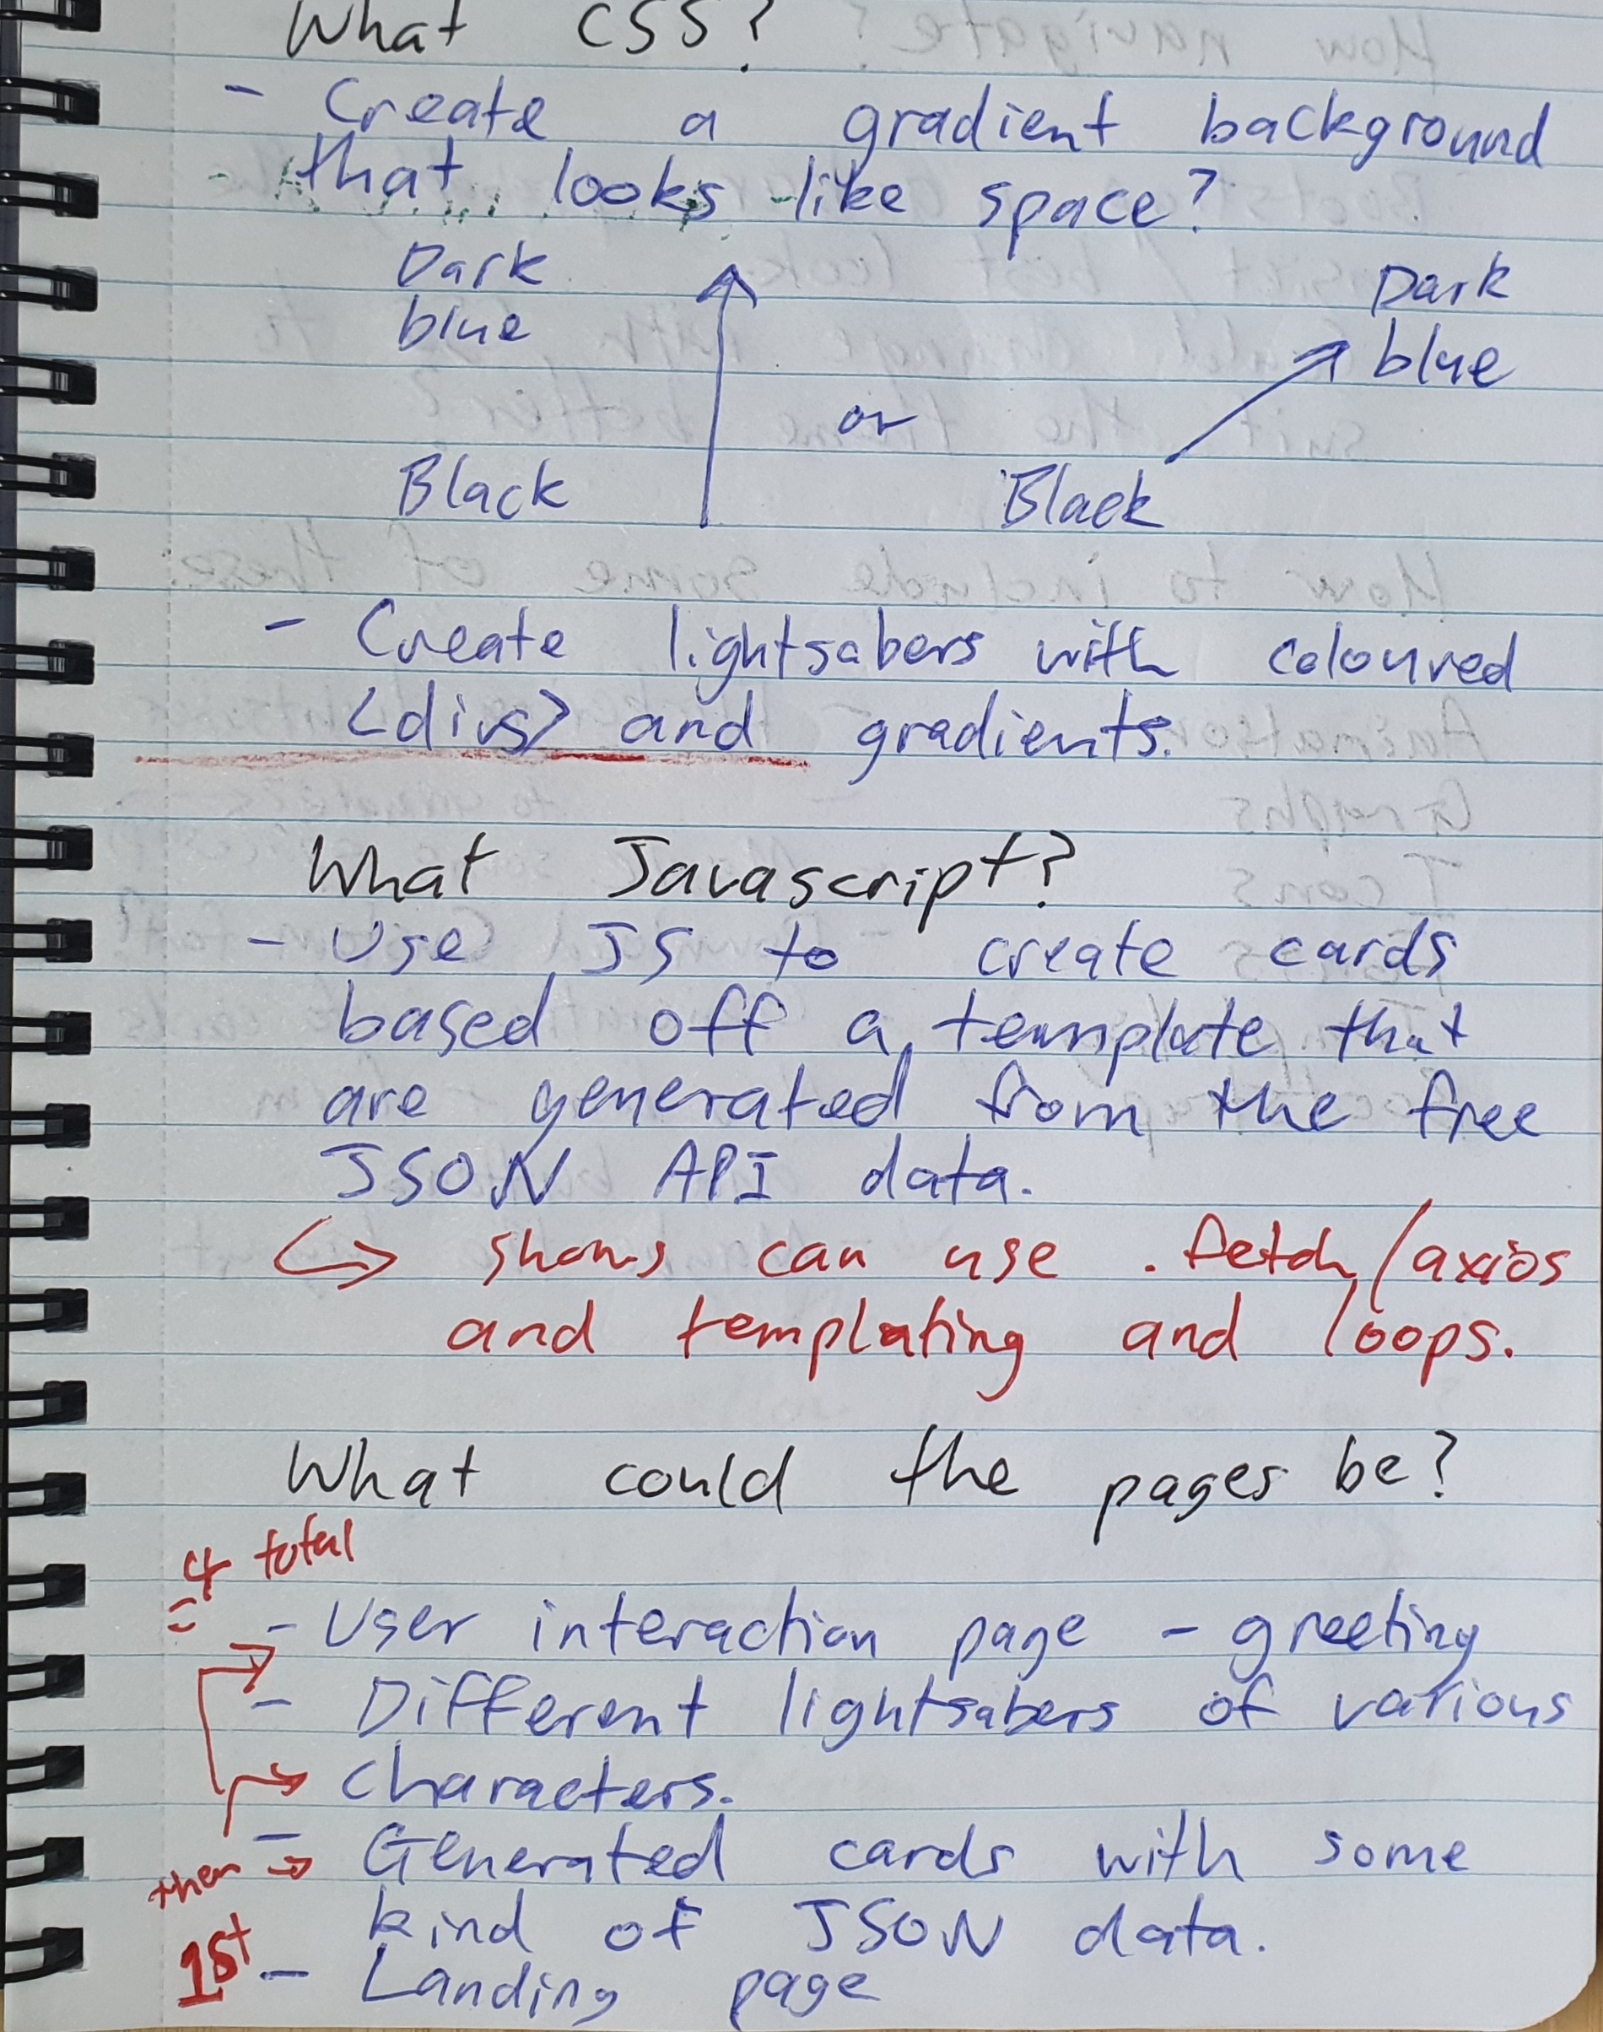 What CSS?
- Create a gradient background
that looks like space?
Dark
blue
Dark
blue
or
Black
Black
- Create lightsabers with coloured
<div> and gradients.
What Javascript?
- Use JS to create cards
based off a template that
are generated from the free
JSON API data.
↳ shows can use . fetch/axios
and templating and loops.
What could the pages be?
4 total
=
- User interaction page - greeting
- Different lightsabers of various
characters.
then → - Generated cards with some
kind of JSON data.
1st - Landing page